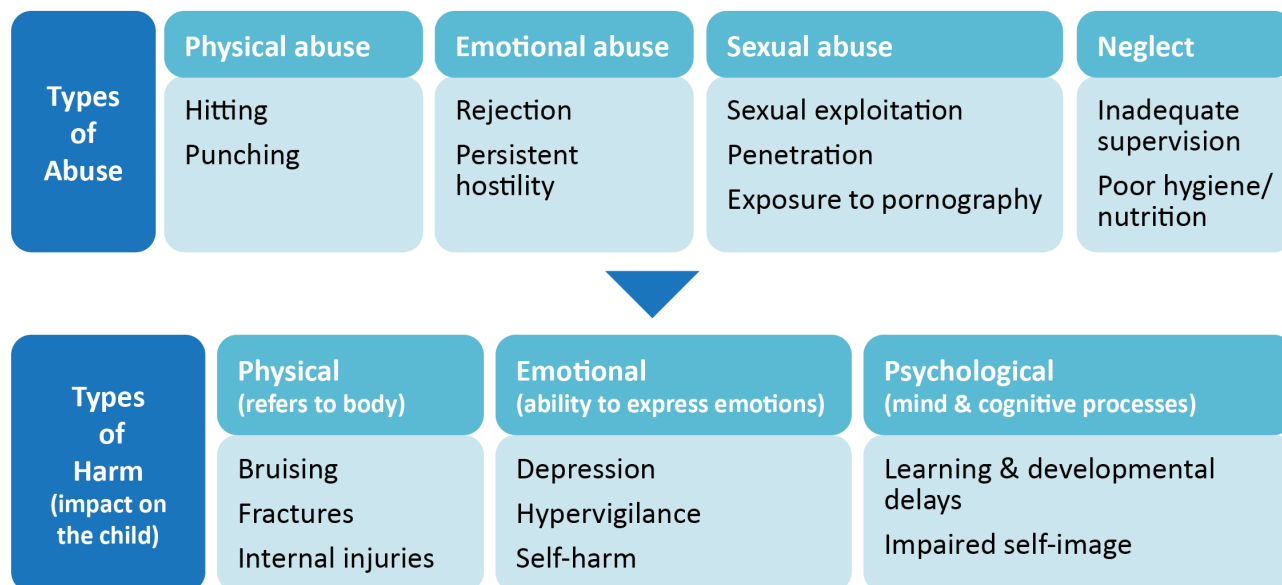 Types
of
Abuse
Physical abuse
Hitting
Punching
Emotional abuse
Rejection
Persistent
hostility
Sexual abuse
Sexual exploitation
Penetration
Exposure to pornography
Neglect
Inadequate
supervision
Poor hygiene/
nutrition
Types
of
Harm
(impact on
the child)
Physical
(refers to body)
Bruising
Fractures
Internal injuries
Emotional
(ability to express emotions)
Depression
Hypervigilance
Self-harm
Psychological
(mind & cognitive processes)
Learning & developmental
delays
Impaired self-image